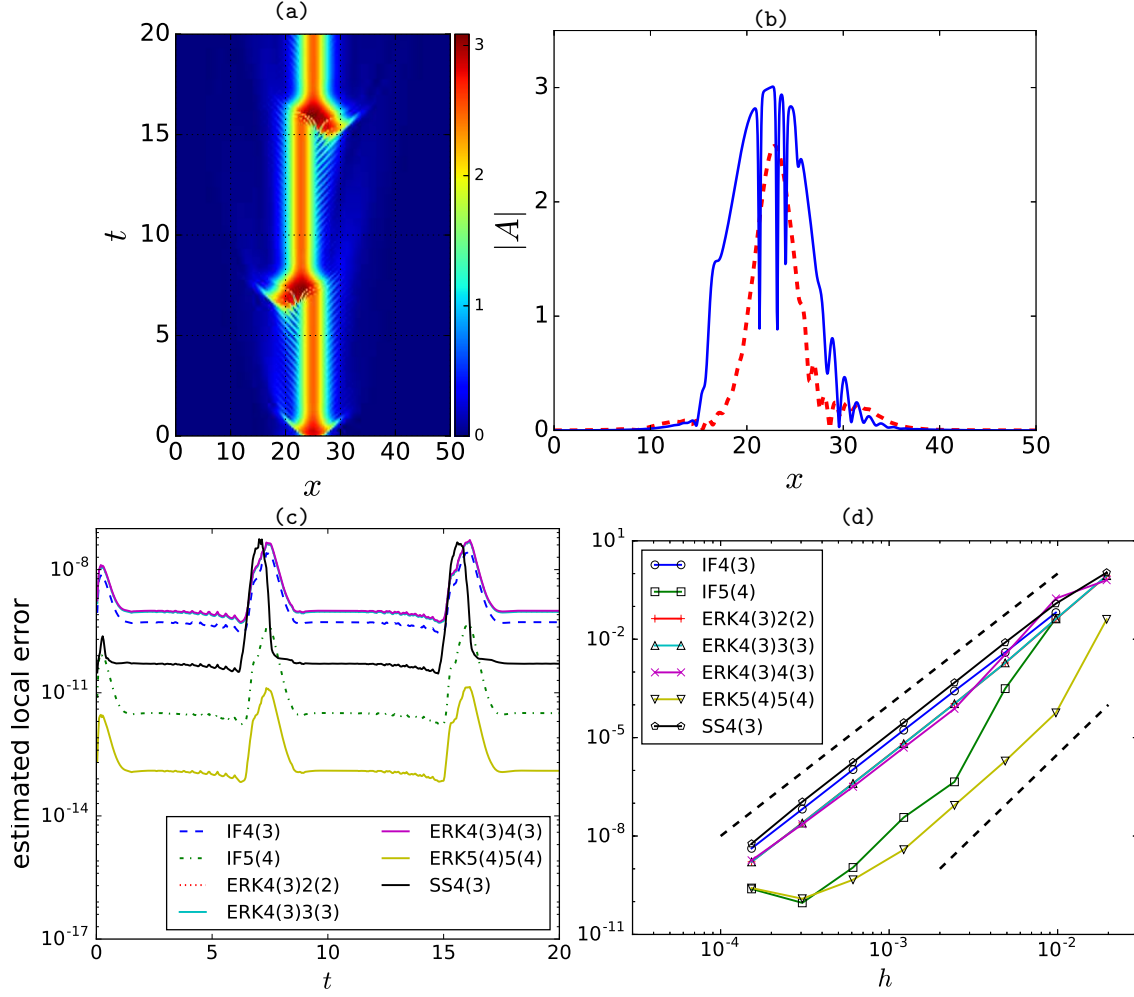 (a)
20
15
10
5
0
t
0 10 20 30 40 50
x
3
2
1
0
|A|
(b)
3
2
1
0
0 10 20 30 40 50
x
(c)
10^-8
10^-11
10^-14
10^-17
estimated local error
IF4(3)
IF5(4)
ERK4(3)2(2)
ERK4(3)3(3)
ERK4(3)4(3)
ERK5(4)5(4)
SS4(3)
0 5 10 15 20
t
(d)
10^1
10^-2
10^-5
10^-8
10^-11
IF4(3)
IF5(4)
ERK4(3)2(2)
ERK4(3)3(3)
ERK4(3)4(3)
ERK5(4)5(4)
SS4(3)
10^-4 10^-3 10^-2
h